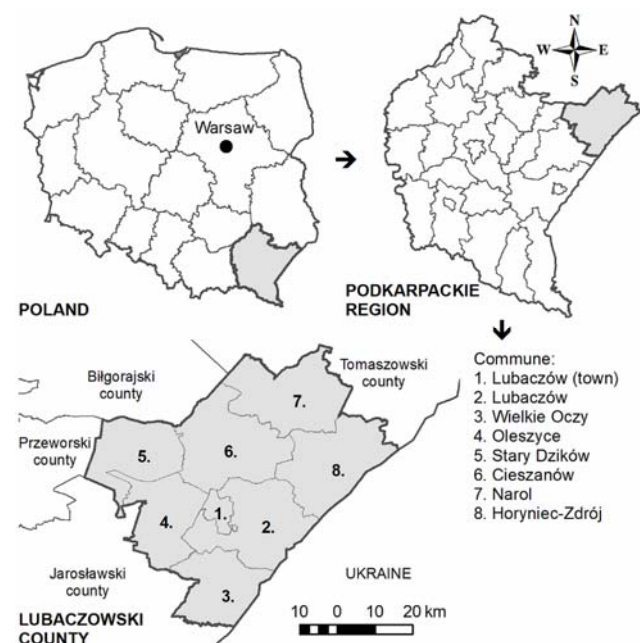 N
W E
S
Warsaw
POLAND
PODKARPACKIE
REGION
Commune:
1. Lubaczów (town)
2. Lubaczów
3. Wielkie Oczy
4. Oleszyce
5. Stary Dzików
6. Cieszanów
7. Narol
8. Horyniec-Zdrój
Biłgorajski
county
Tomaszowski
county
Przeworski
county
7.
5.
6.
8.
4.
1.
2.
3.
Jarosławski
county
UKRAINE
LUBACZOWSKI
COUNTY
10 0 10 20 km